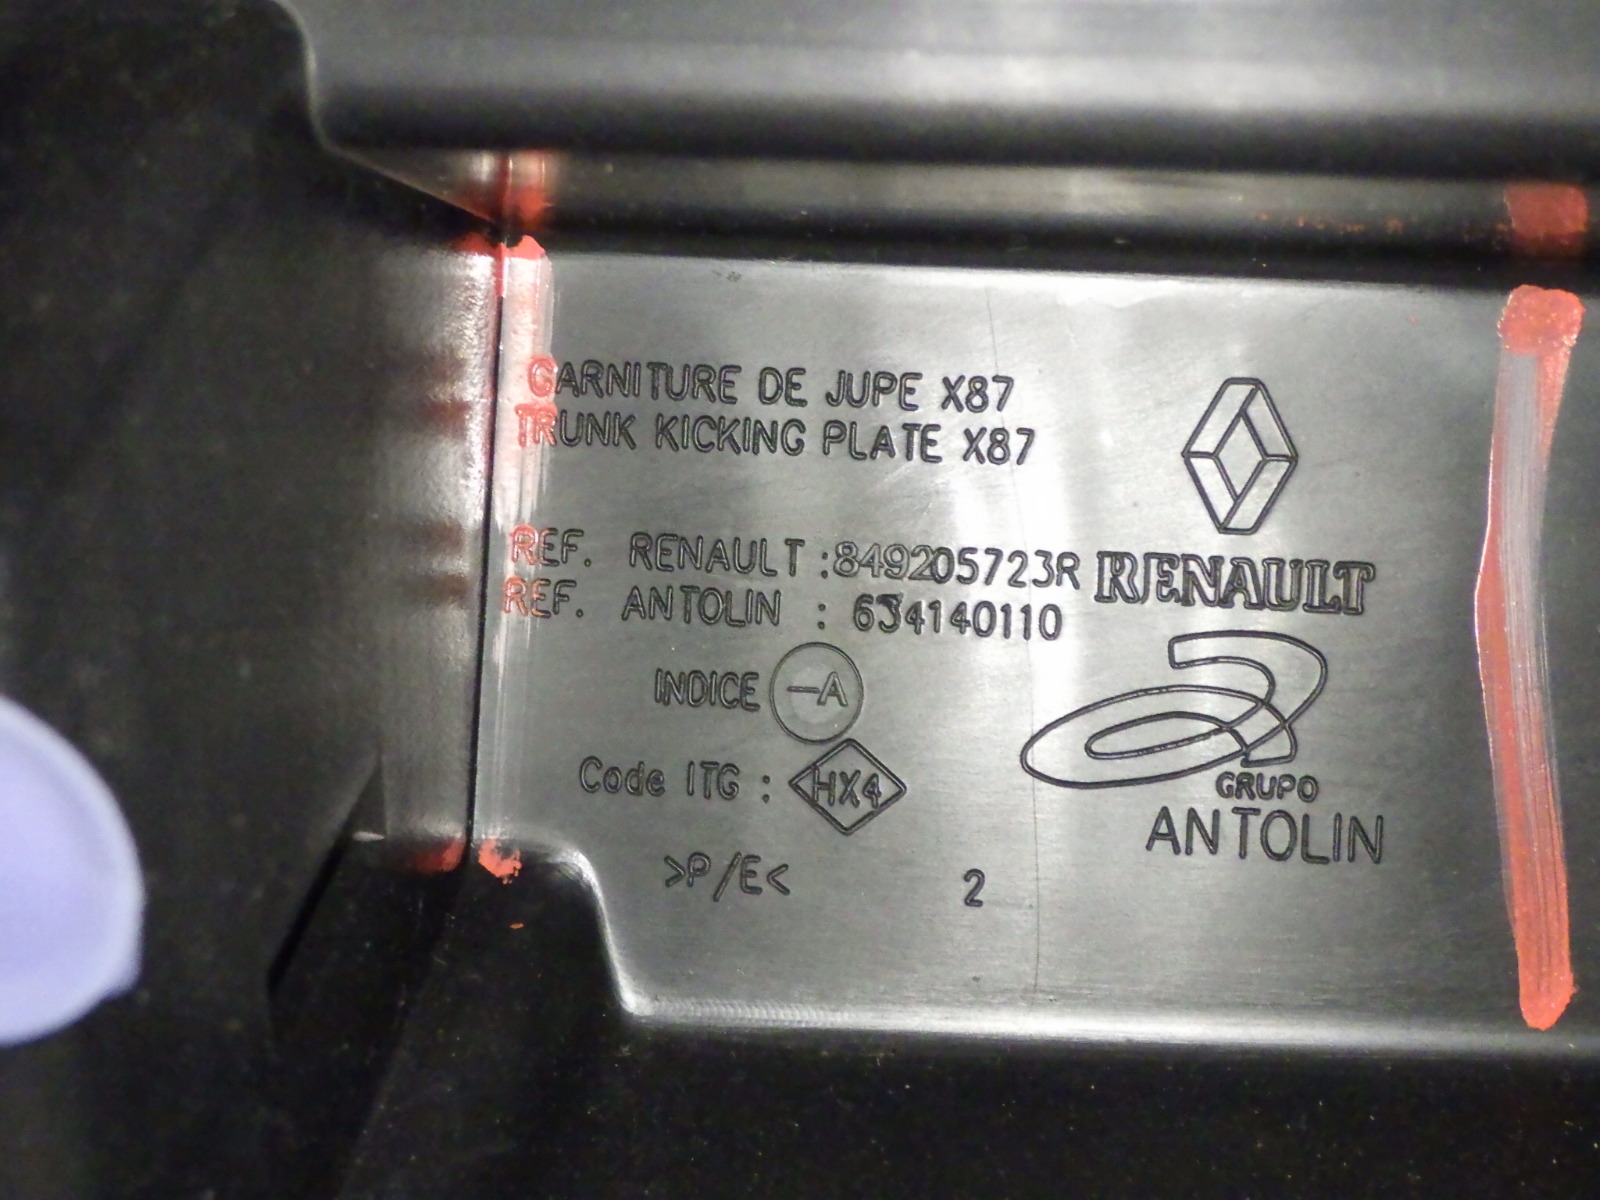 GARNITURE DE JUPE X87
TRUNK KICKING PLATE X87
REF. RENAULT :849205723R
REF. ANTOLIN : 634140110
RENAULT
INDICE -A
Code ITG : HX4
GRUPO
ANTOLIN
>P/E<
2